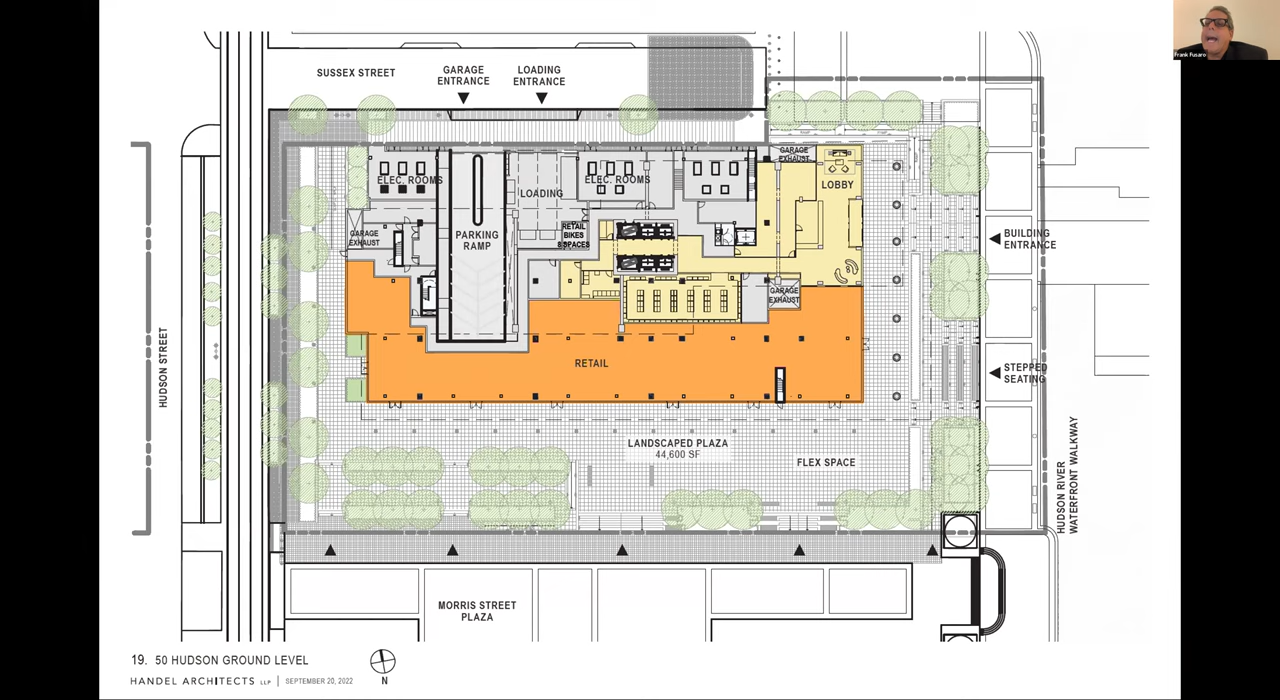 Frank Fusaro
SUSSEX STREET
GARAGE
ENTRANCE
LOADING
ENTRANCE
GARAGE
EXHAUST
ELEC. ROOMS
ELEC. ROOMS
LOBBY
LOADING
PARKING
RAMP
RETAIL
BIKES
8 SPACES
GARAGE
EXHAUST
BUILDING
ENTRANCE
GARAGE
EXHAUST
HUDSON STREET
RETAIL
STEPPED
SEATING
LANDSCAPED PLAZA
44,600 SF
FLEX SPACE
HUDSON RIVER
WATERFRONT WALKWAY
MORRIS STREET
PLAZA
19. 50 HUDSON GROUND LEVEL
HANDEL ARCHITECTS LLP | SEPTEMBER 20, 2022
N